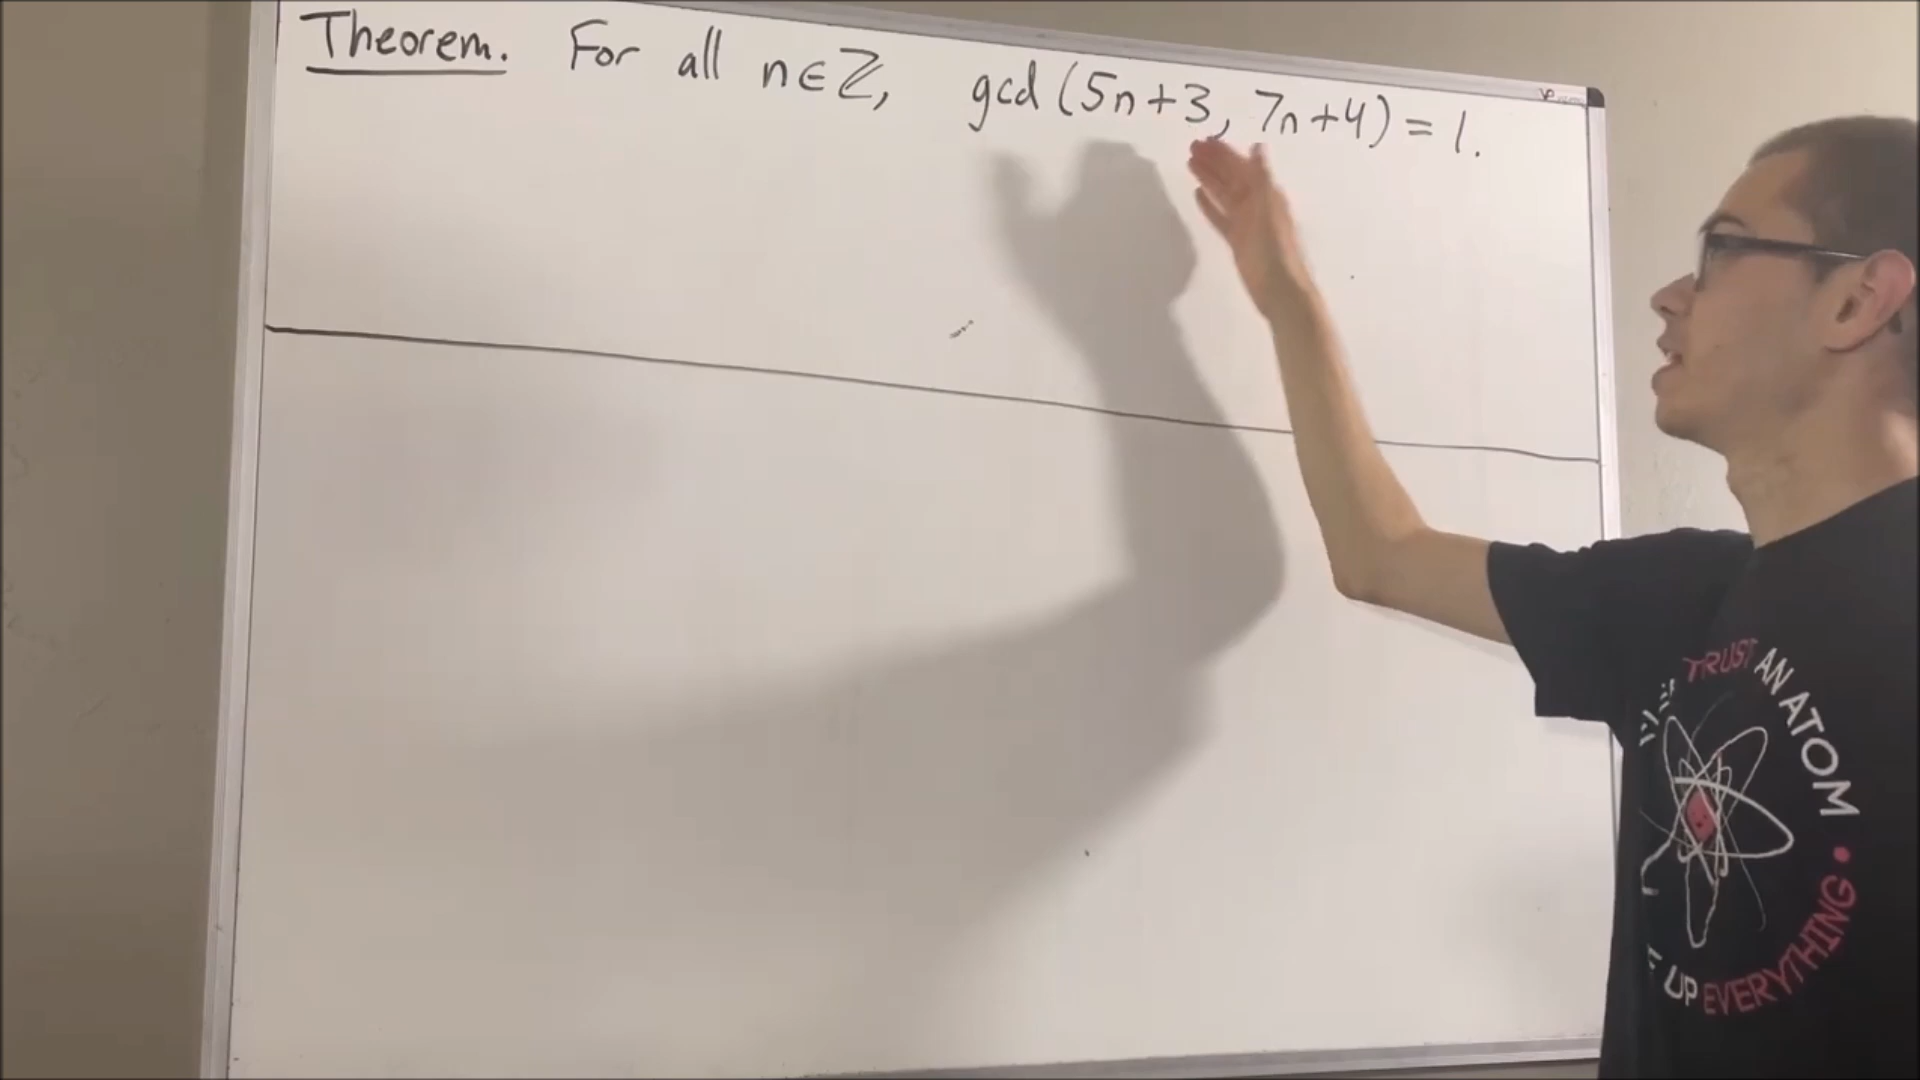 Theorem. For all n∈ℤ, gcd(5n+3, 7n+4) = 1.
TRUST AN ATOM
UP EVERYTHING